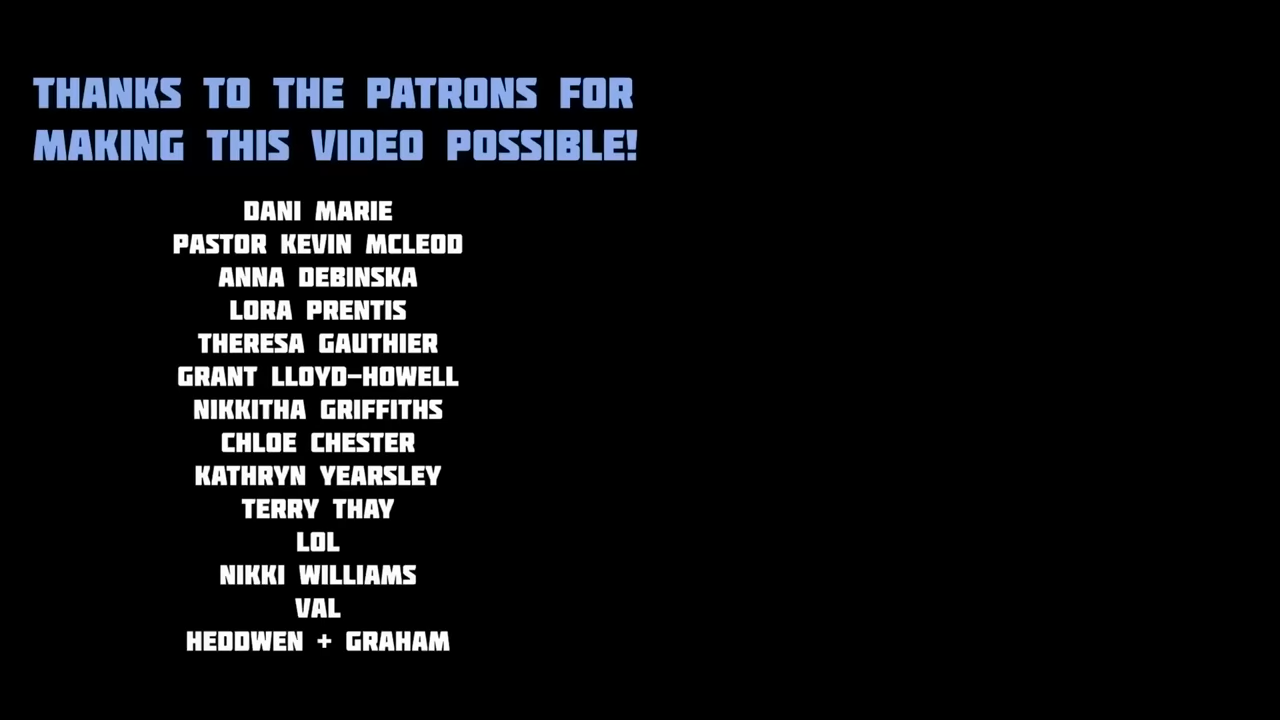 THANKS TO THE PATRONS FOR
MAKING THIS VIDEO POSSIBLE!
DANI MARIE
PASTOR KEVIN MCLEOD
ANNA DEBINSKA
LORA PRENTIS
THERESA GAUTHIER
GRANT LLOYD-HOWELL
NIKKITHA GRIFFITHS
CHLOE CHESTER
KATHRYN YEARSLEY
TERRY THAY
LOL
NIKKI WILLIAMS
VAL
HEDDWEN + GRAHAM